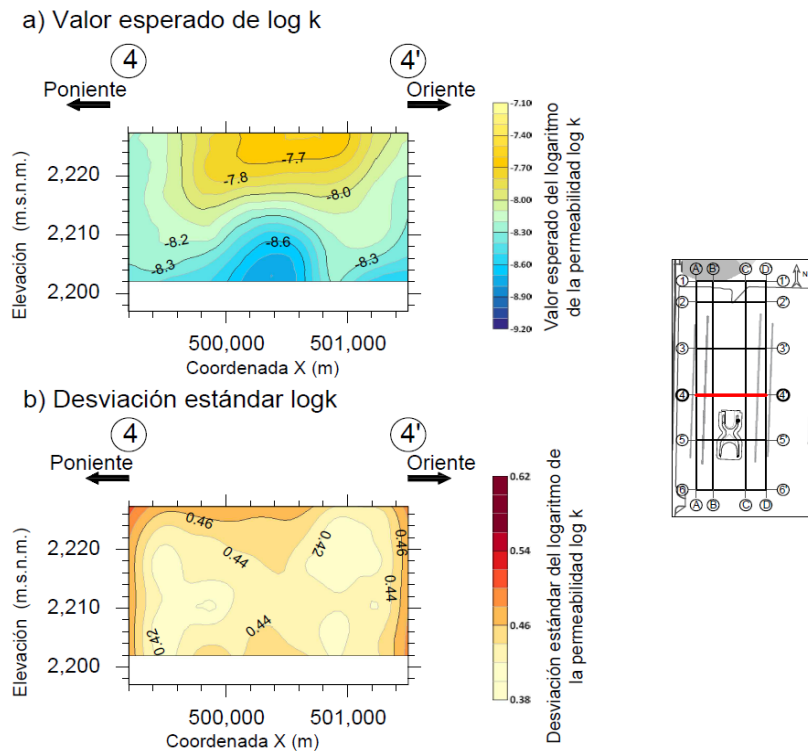 a) Valor esperado de log k
4
4'
Poniente
Oriente
Elevación (m.s.n.m.)
2,220
2,210
2,200
-7.7
-7.8
-8.0
-8.2
-8.6
-8.3
-8.3
500,000
501,000
Coordenada X (m)
-7.10
-7.40
-7.70
-8.00
-8.30
-8.60
-8.90
-9.20
Valor esperado del logaritmo
de la permeabilidad log k
b) Desviación estándar logk
4
4'
Poniente
Oriente
Elevación (m.s.n.m.)
2,220
2,210
2,200
0.46
0.44
0.42
0.46
0.44
0.42
0.44
500,000
501,000
Coordenada X (m)
0.62
0.54
0.46
0.38
Desviación estándar del logaritmo de
la permeabilidad log k
A B C D
N
1 1'
2 2'
3 3'
4 4'
5 5'
6 6'
A B C D